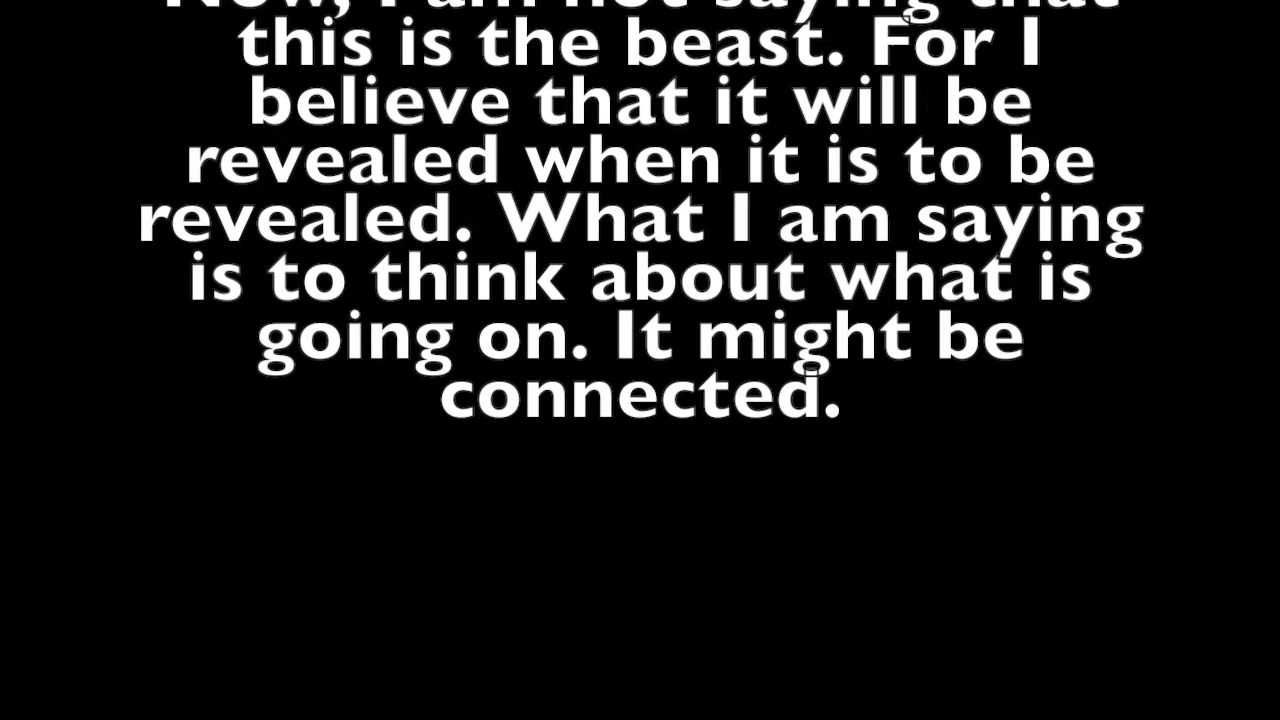 Now, I am not saying that
this is the beast. For I
believe that it will be
revealed when it is to be
revealed. What I am saying
is to think about what is
going on. It might be
connected.